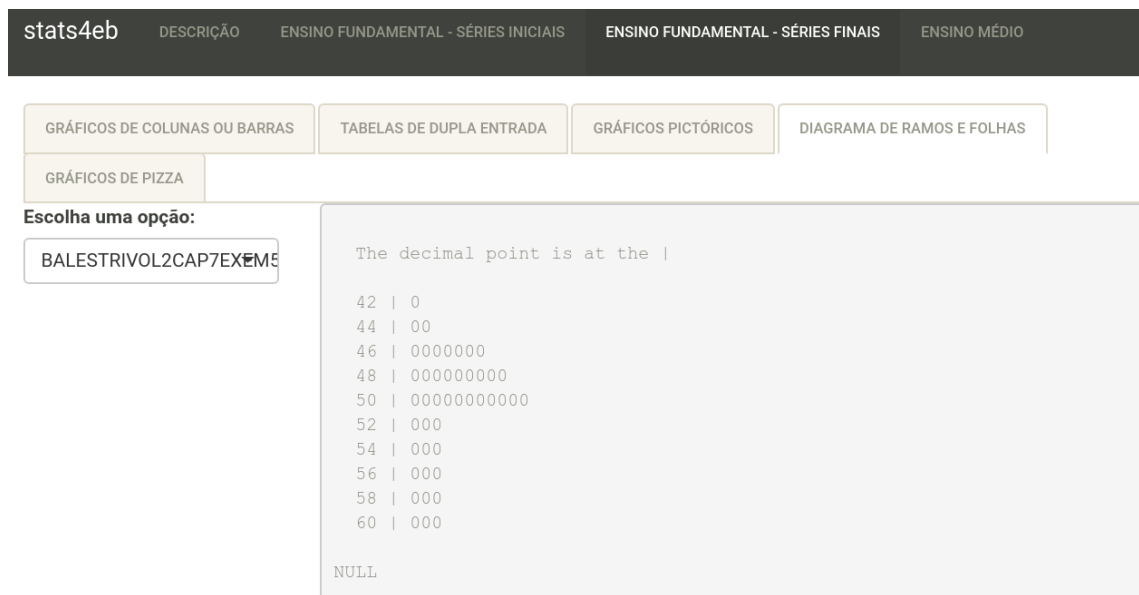 stats4eb DESCRIÇÃO ENSINO FUNDAMENTAL - SÉRIES INICIAIS ENSINO FUNDAMENTAL - SÉRIES FINAIS ENSINO MÉDIO
GRÁFICOS DE COLUNAS OU BARRAS TABELAS DE DUPLA ENTRADA GRÁFICOS PICTÓRICOS DIAGRAMA DE RAMOS E FOLHAS
GRÁFICOS DE PIZZA
Escolha uma opção:
BALESTRIVOL2CAP7EXEM5
The decimal point is at the |
42 | 0
44 | 00
46 | 0000000
48 | 000000000
50 | 00000000000
52 | 000
54 | 000
56 | 000
58 | 000
60 | 000
NULL